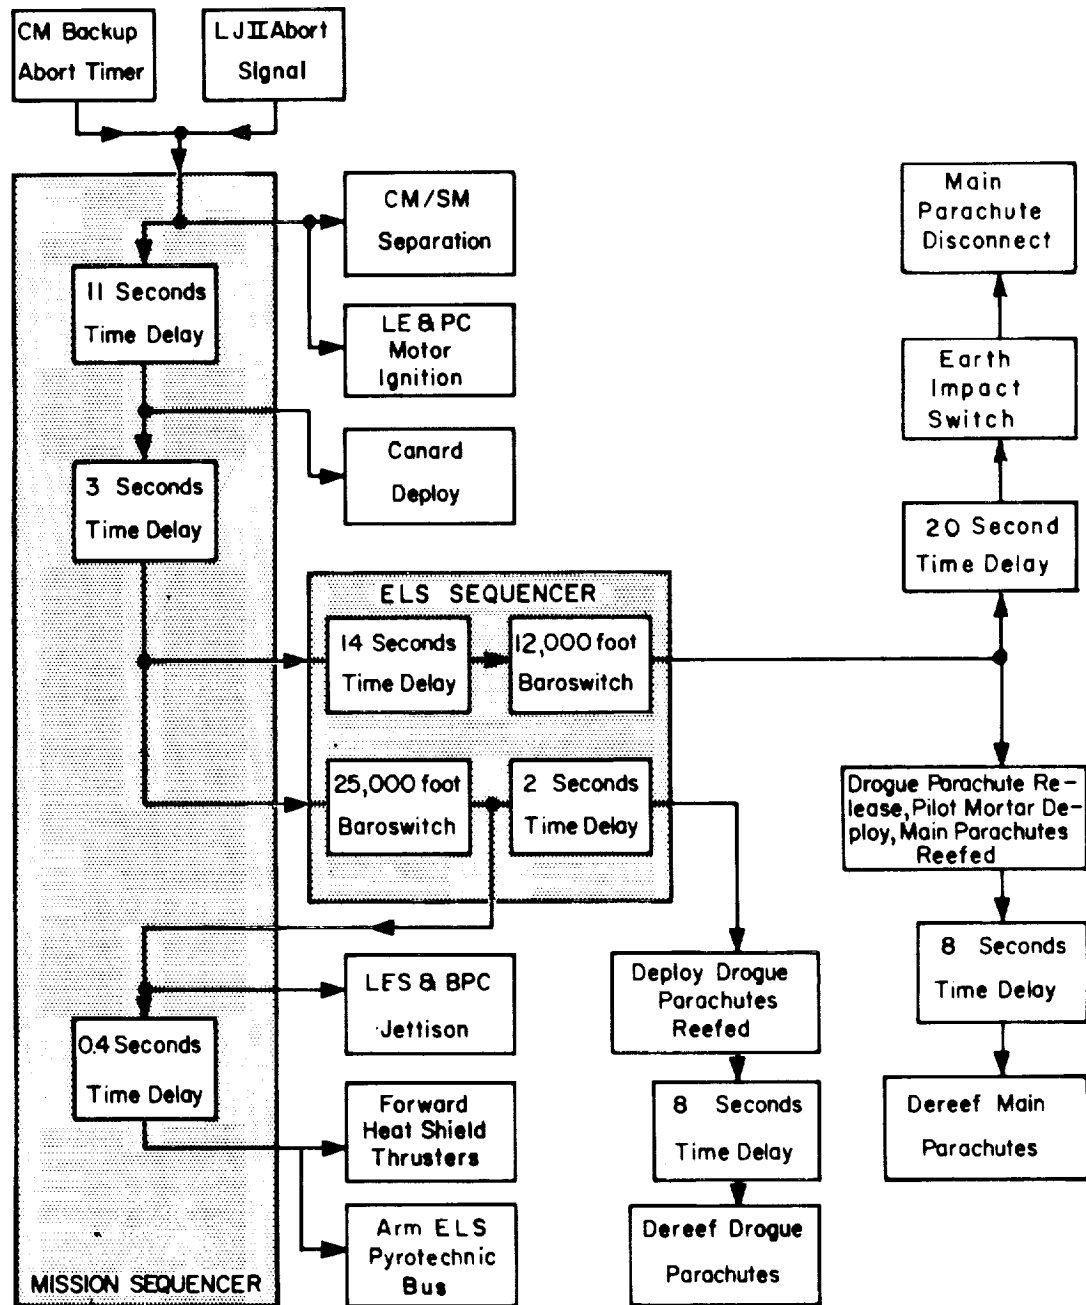 CM Backup
Abort Timer
LJII Abort
Signal
CM/SM
Separation
11 Seconds
Time Delay
LE & PC
Motor
Ignition
Canard
Deploy
3 Seconds
Time Delay
Main
Parachute
Disconnect
Earth
Impact
Switch
20 Second
Time Delay
ELS SEQUENCER
14 Seconds
Time Delay
12,000 foot
Baroswitch
25,000 foot
Baroswitch
2 Seconds
Time Delay
Drogue Parachute Re-
lease, Pilot Mortar De-
ploy, Main Parachutes
Reefed
8 Seconds
Time Delay
Dereef Main
Parachutes
LES & BPC
Jettison
0.4 Seconds
Time Delay
Forward
Heat Shield
Thrusters
Arm ELS
Pyrotechnic
Bus
Deploy Drogue
Parachutes
Reefed
8 Seconds
Time Delay
Dereef Drogue
Parachutes
MISSION SEQUENCER